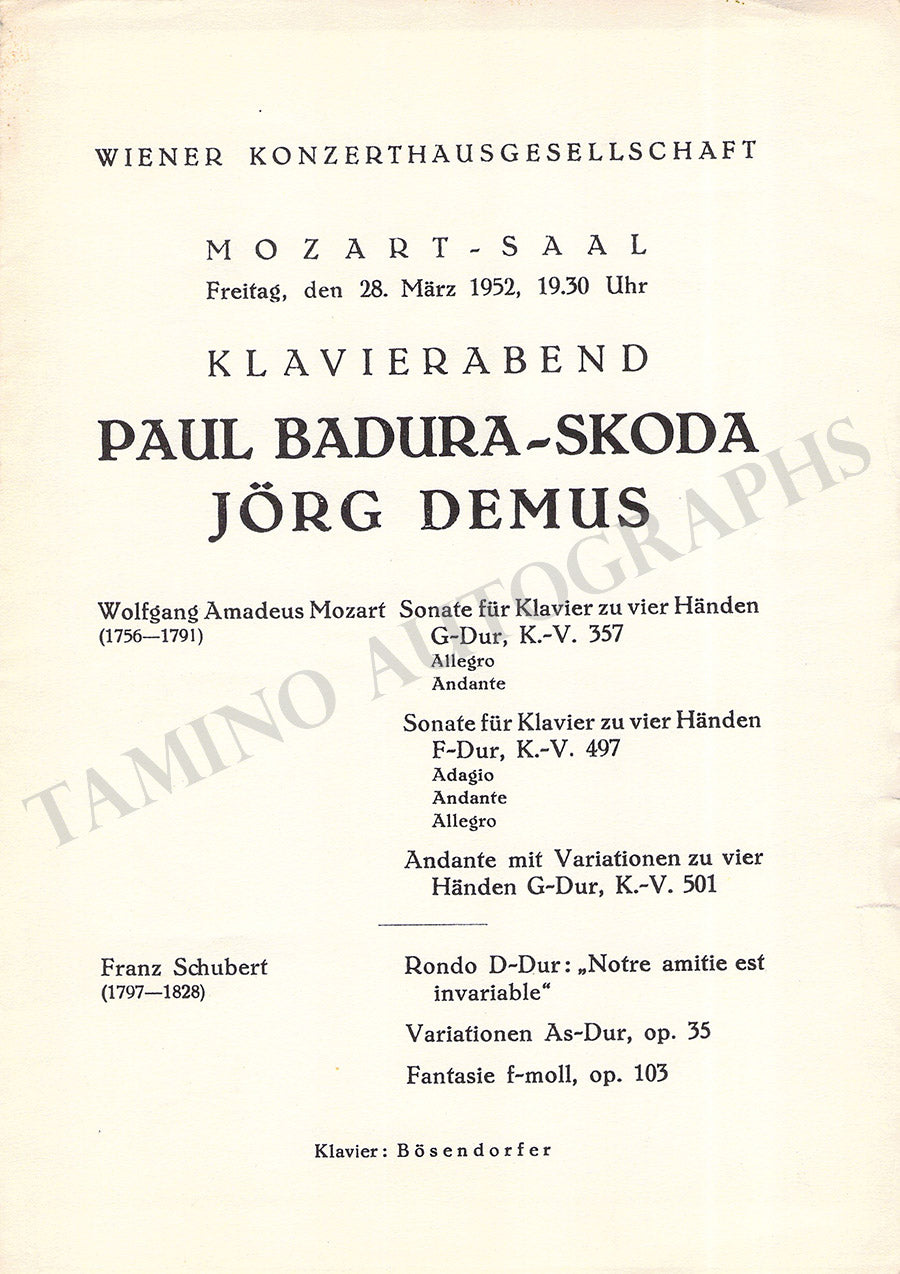 WIENER KONZERTHAUSGESELLSCHAFT
MOZART-SAAL
Freitag, den 28. März 1952, 19.30 Uhr
KLAVIERABEND
PAUL BADURA-SKODA
JÖRG DEMUS
Wolfgang Amadeus Mozart
(1756—1791)
Sonate für Klavier zu vier Händen
G-Dur, K.-V. 357
Allegro
Andante
Sonate für Klavier zu vier Händen
F-Dur, K.-V. 497
Adagio
Andante
Allegro
Andante mit Variationen zu vier
Händen G-Dur, K.-V. 501
Franz Schubert
(1797—1828)
Rondo D-Dur: „Notre amitie est
invariable“
Variationen As-Dur, op. 35
Fantasie f-moll, op. 103
Klavier: Bösendorfer
TAMINO AUTOGRAPHS